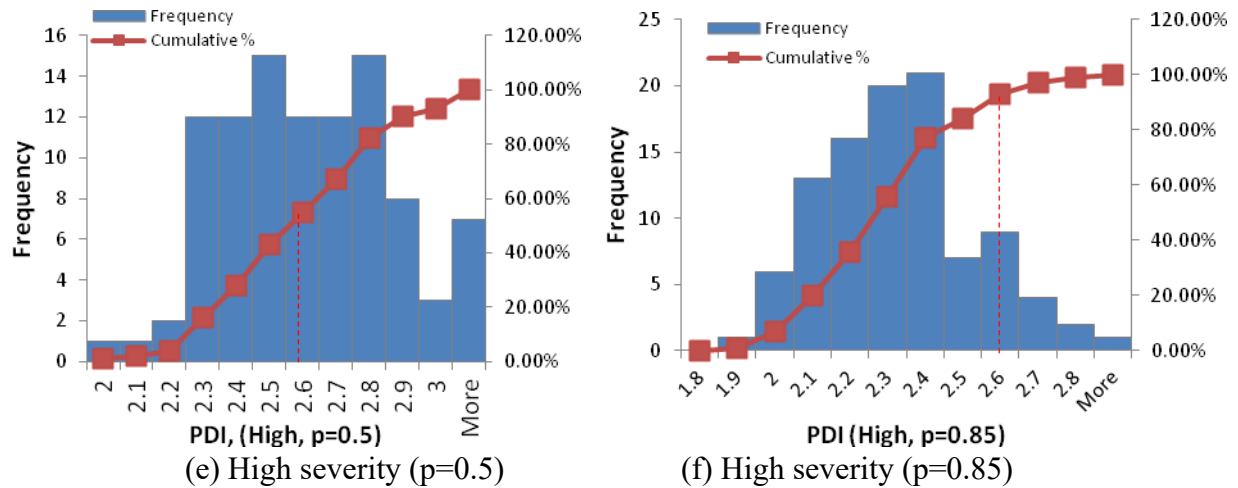 Frequency
Cumulative %
16
14
12
10
8
6
4
2
0
Frequency
120.00%
100.00%
80.00%
60.00%
40.00%
20.00%
0.00%
2 2.1 2.2 2.3 2.4 2.5 2.6 2.7 2.8 2.9 3 More
PDI, (High, p=0.5)
(e) High severity (p=0.5)
Frequency
Cumulative %
25
20
15
10
5
0
Frequency
120.00%
100.00%
80.00%
60.00%
40.00%
20.00%
0.00%
1.8 1.9 2 2.1 2.2 2.3 2.4 2.5 2.6 2.7 2.8 More
PDI (High, p=0.85)
(f) High severity (p=0.85)